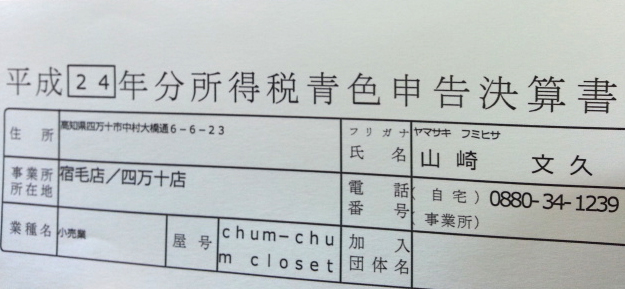 平成24年分所得税青色申告決算書
住所
高知県四万十市中村大橋通6-6-23
フリガナ
ヤマサキ フミヒサ
氏名
山崎 文久
事業所
所在地
宿毛店/四万十店
電話
番号
(自宅) 0880-34-1239
(事業所)
業種名
小売業
屋号
chum-chu
m closet
加入
団体名